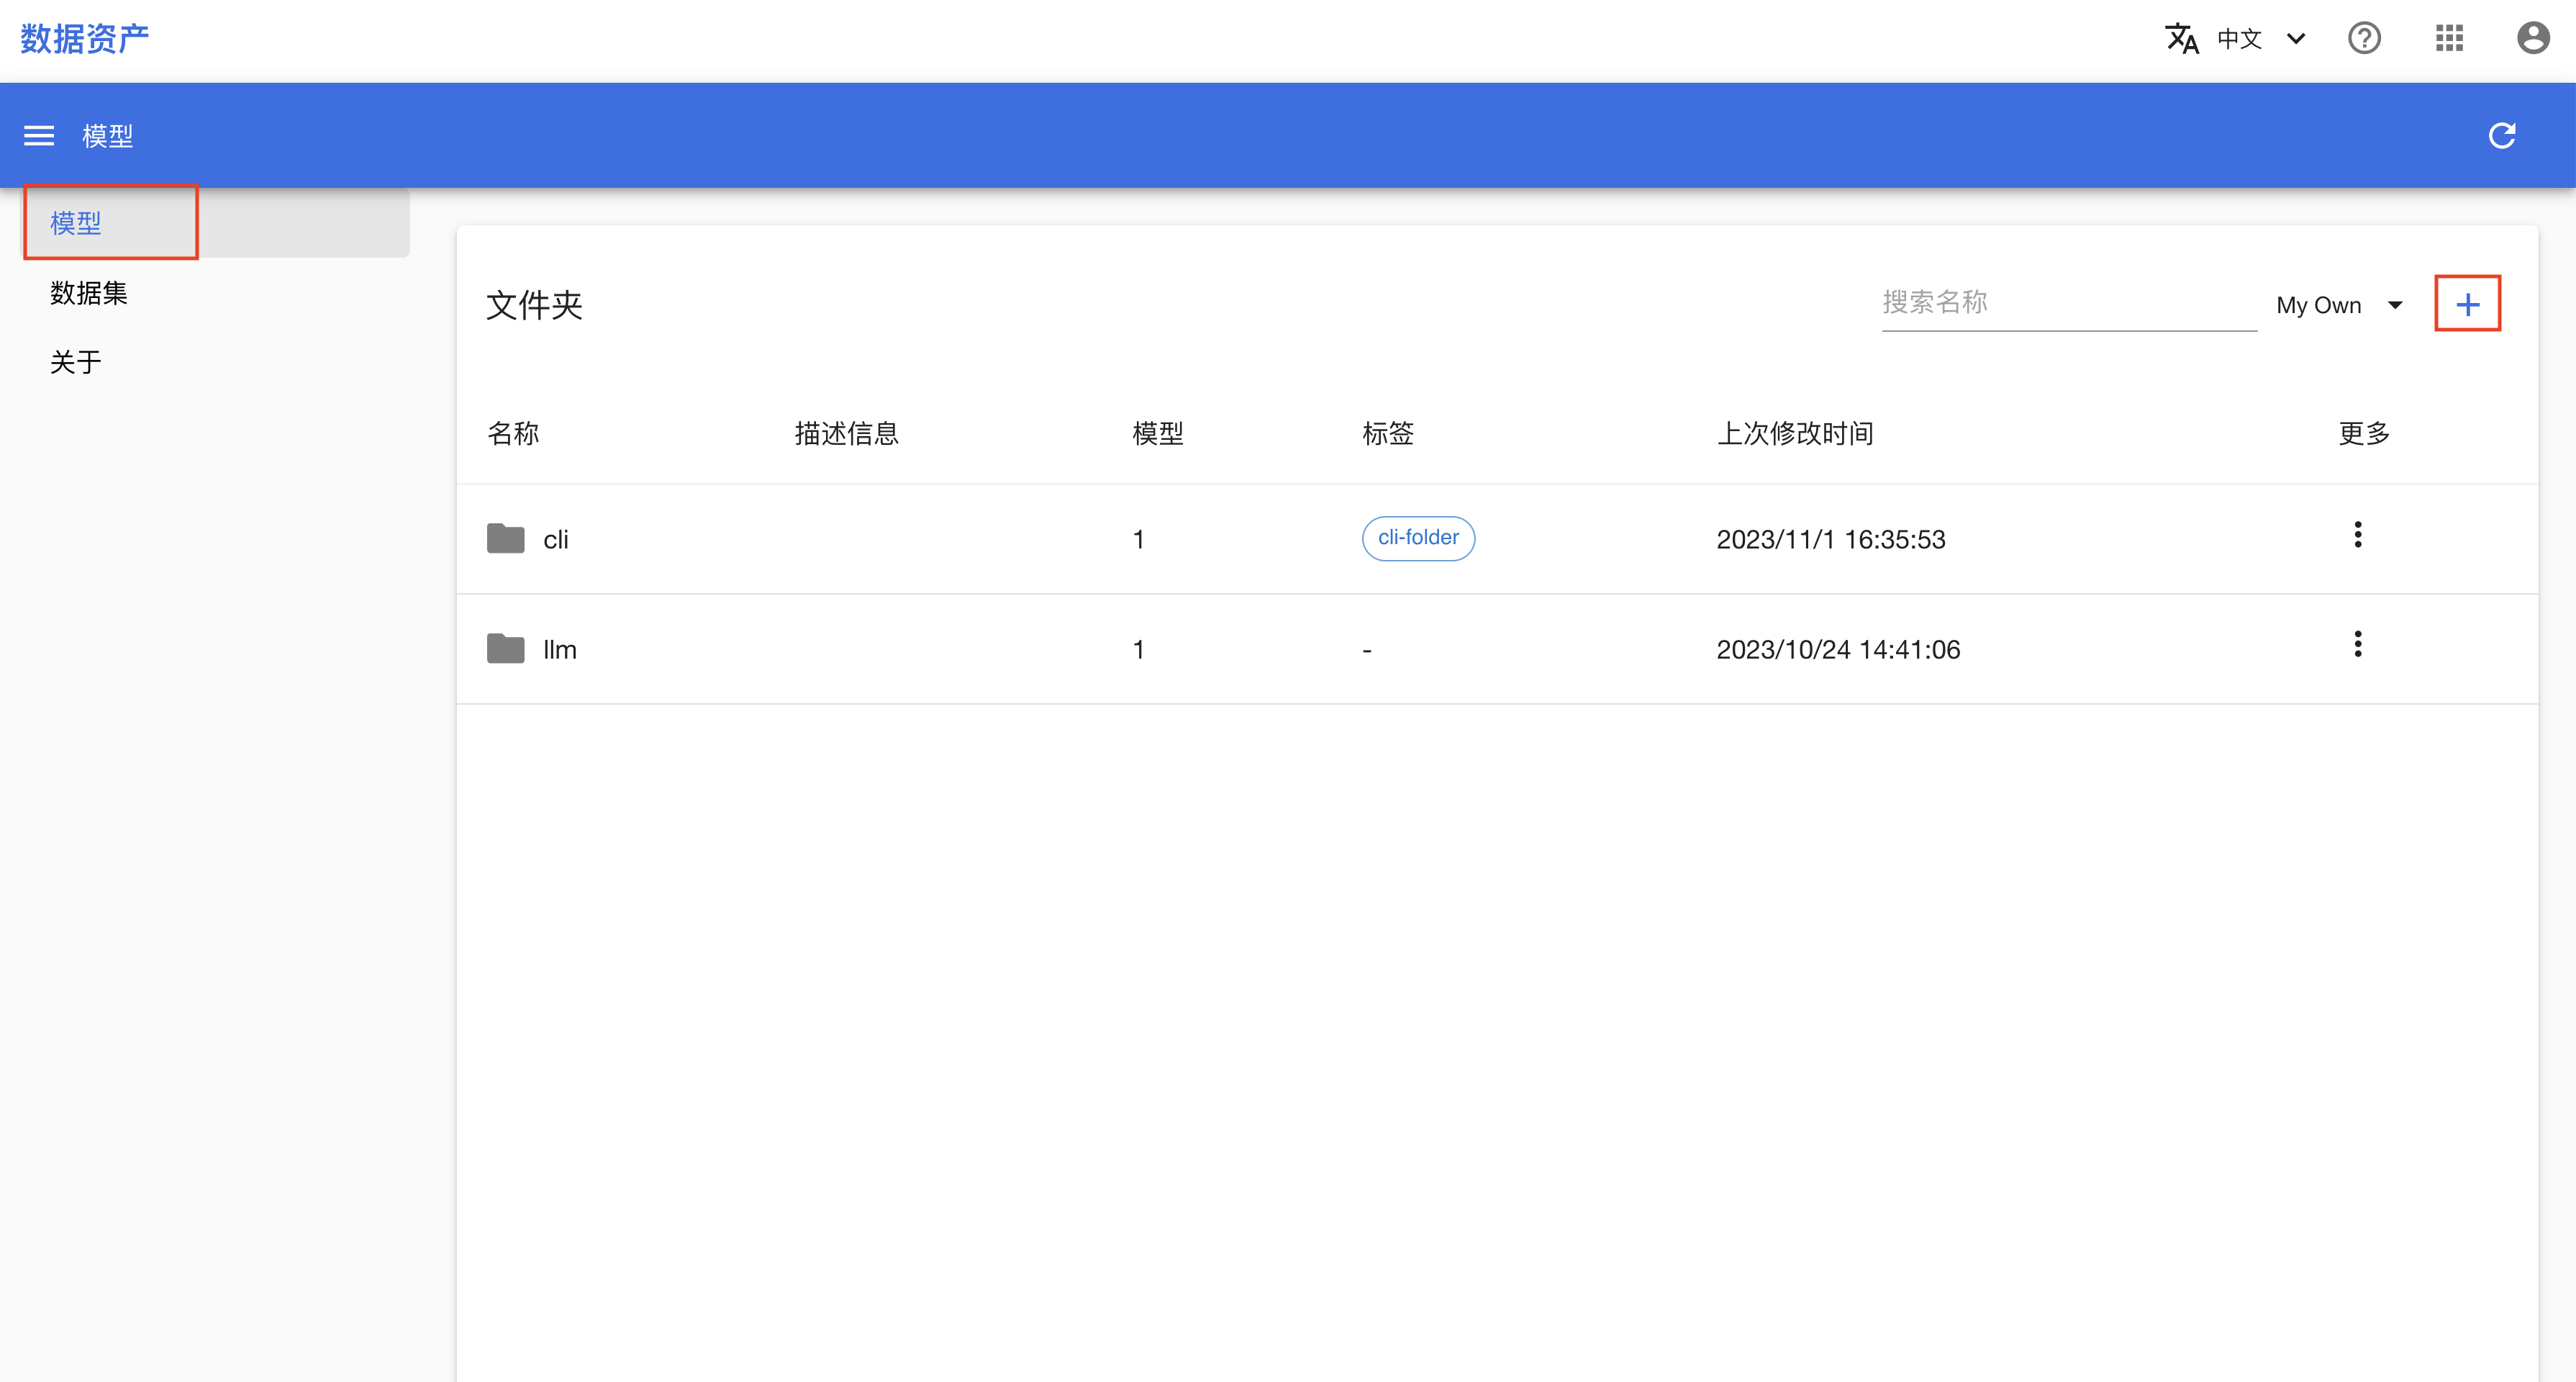 数据资产
中文
模型
模型
数据集
关于
文件夹
搜索名称
My Own
名称 描述信息 模型 标签 上次修改时间 更多
cli 1 cli-folder 2023/11/1 16:35:53
llm 1 - 2023/10/24 14:41:06